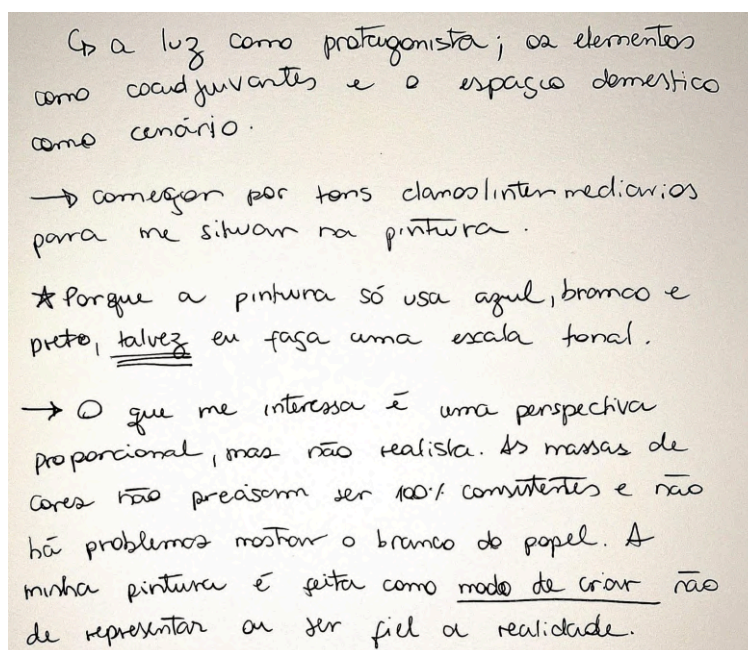 ↳ a luz como protagonista; os elementos
como coadjuvantes e o espaço domestico
como cenário.
→ começar por tons claros/intermediarios
para me situar na pintura.
★ Porque a pintura só usa azul, branco e
preto, talvez eu faça uma escala tonal.
→ O que me interessa é uma perspectiva
proporcional, mas não realista. As massas de
cores não precisam ser 100% consistentes e não
há problemas mostrar o branco do papel. A
minha pintura é feita como modo de criar não
de representar ou ser fiel a realidade.